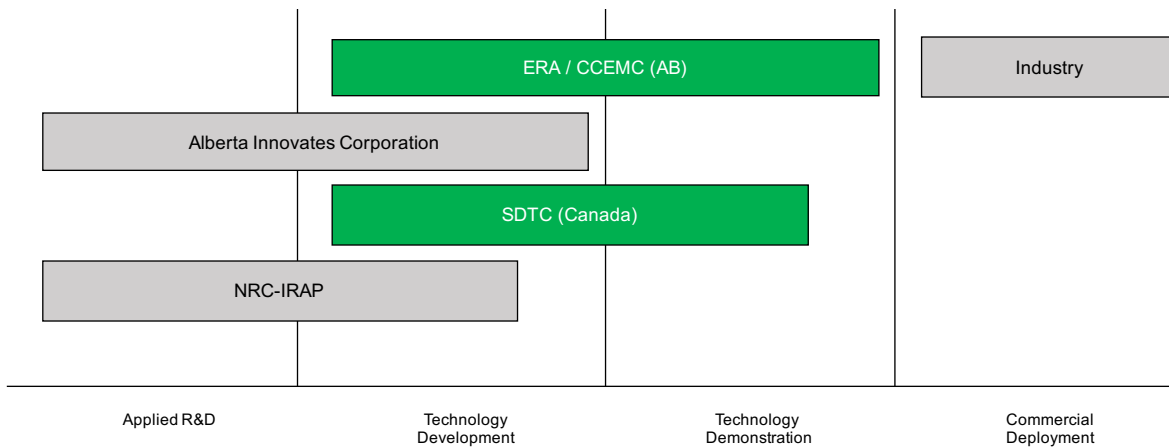 ERA / CCEMC (AB)
Industry
Alberta Innovates Corporation
SDTC (Canada)
NRC-IRAP
Applied R&D
Technology
Development
Technology
Demonstration
Commercial
Deployment